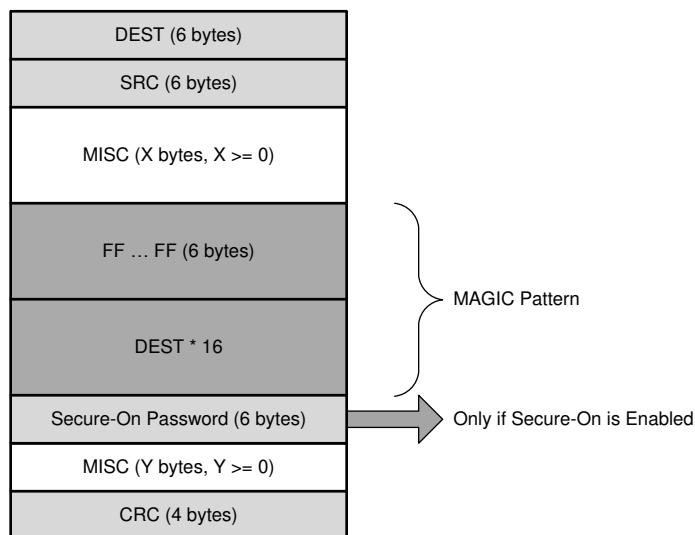 DEST (6 bytes)
SRC (6 bytes)
MISC (X bytes, X >= 0)
FF … FF (6 bytes)
MAGIC Pattern
DEST * 16
Secure-On Password (6 bytes)
Only if Secure-On is Enabled
MISC (Y bytes, Y >= 0)
CRC (4 bytes)